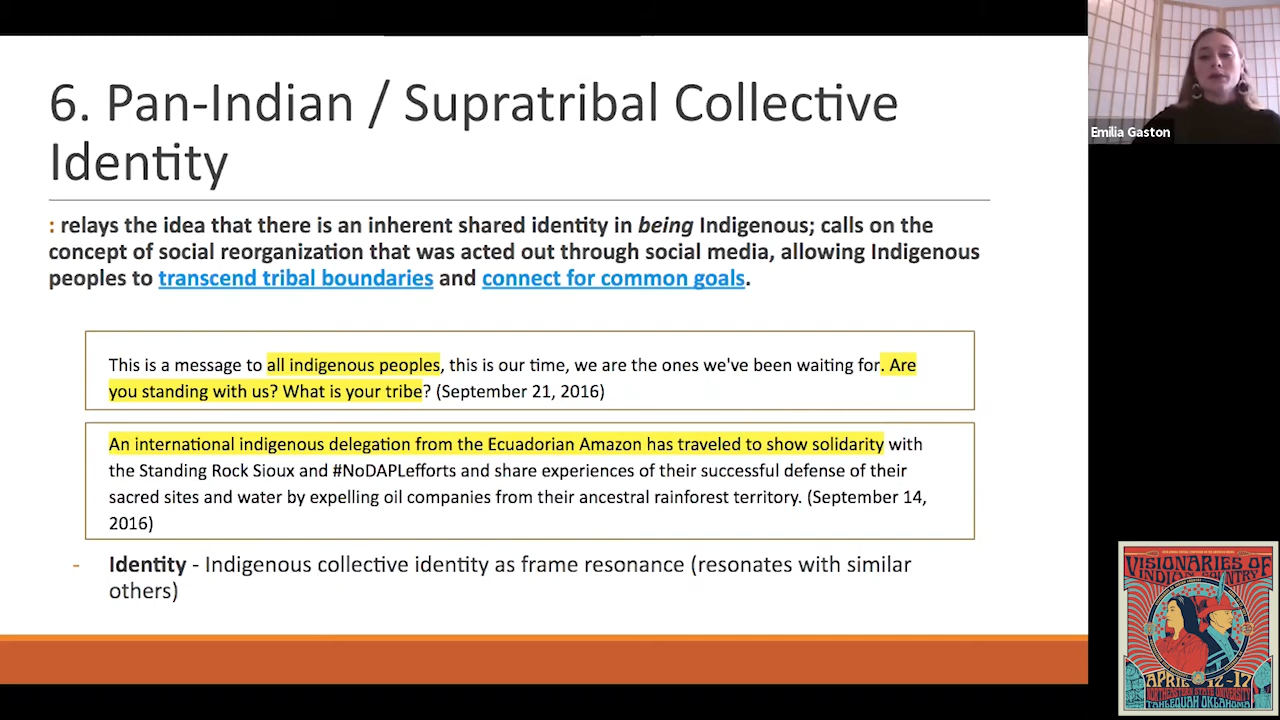 6. Pan-Indian / Supratribal Collective
Identity
: relays the idea that there is an inherent shared identity in being Indigenous; calls on the
concept of social reorganization that was acted out through social media, allowing Indigenous
peoples to transcend tribal boundaries and connect for common goals.
This is a message to all indigenous peoples, this is our time, we are the ones we've been waiting for. Are
you standing with us? What is your tribe? (September 21, 2016)
An international indigenous delegation from the Ecuadorian Amazon has traveled to show solidarity with
the Standing Rock Sioux and #NoDAPLefforts and share experiences of their successful defense of their
sacred sites and water by expelling oil companies from their ancestral rainforest territory. (September 14,
2016)
- Identity - Indigenous collective identity as frame resonance (resonates with similar
others)
Emilia Gaston
VISIONARIES OF
INDIAN COUNTRY
APRIL 12-17
NORTHEASTERN STATE UNIVERSITY
TAHLEQUAH OKLAHOMA